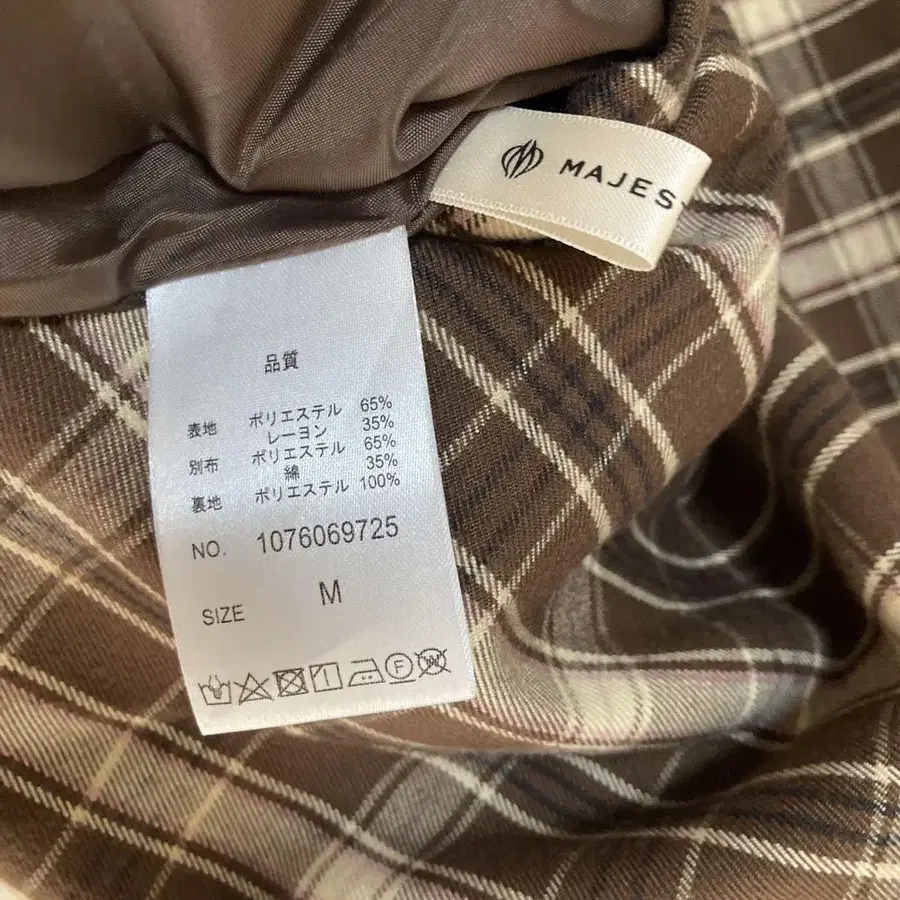 MAJES
品質
表地 ポリエステル 65%
レーヨン 35%
別布 ポリエステル 65%
綿 35%
裏地 ポリエステル 100%
NO. 1076069725
SIZE M